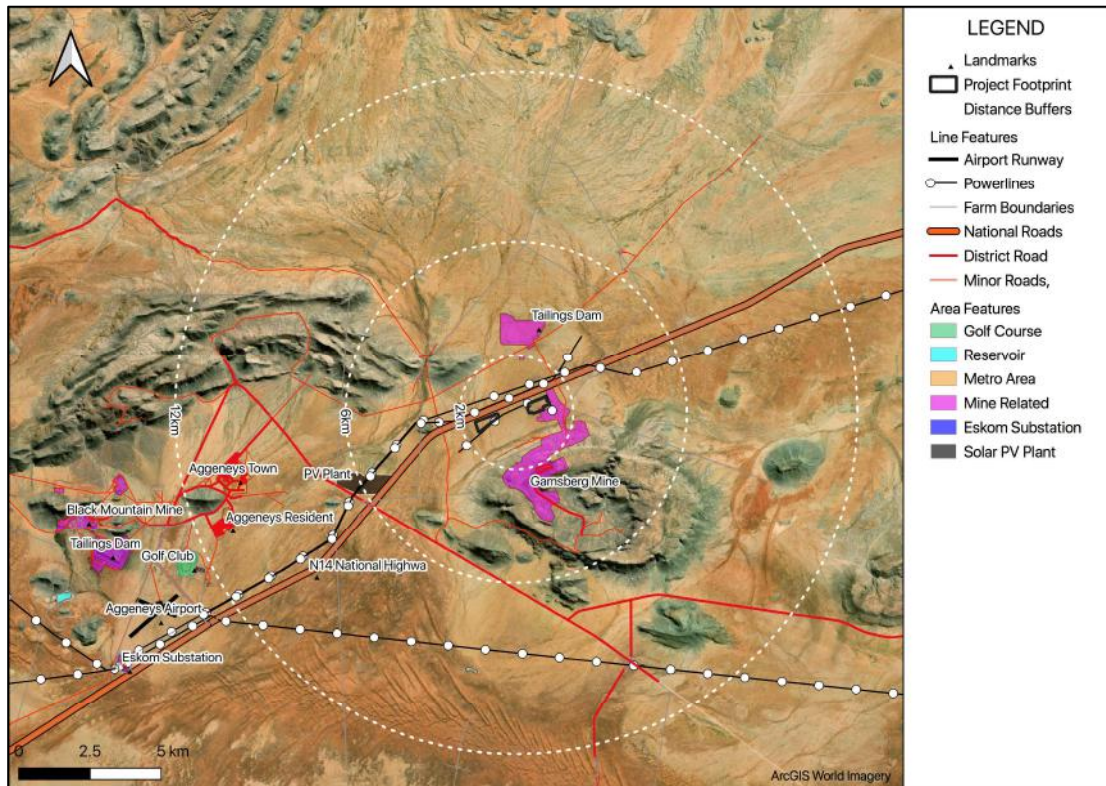 LEGEND
Landmarks
Project Footprint
Distance Buffers
Line Features
Airport Runway
Powerlines
Farm Boundaries
National Roads
District Road
Minor Roads,
Area Features
Golf Course
Reservoir
Metro Area
Mine Related
Eskom Substation
Solar PV Plant
Tailings Dam
12km
6km
2km
Aggeneys Town
PV Plant
Gamsberg Mine
Black Mountain Mine
Aggeneys Resident
Tailings Dam
Golf Club
N14 National Highwa
Aggeneys Airport
Eskom Substation
0 2.5 5 km
ArcGIS World Imagery